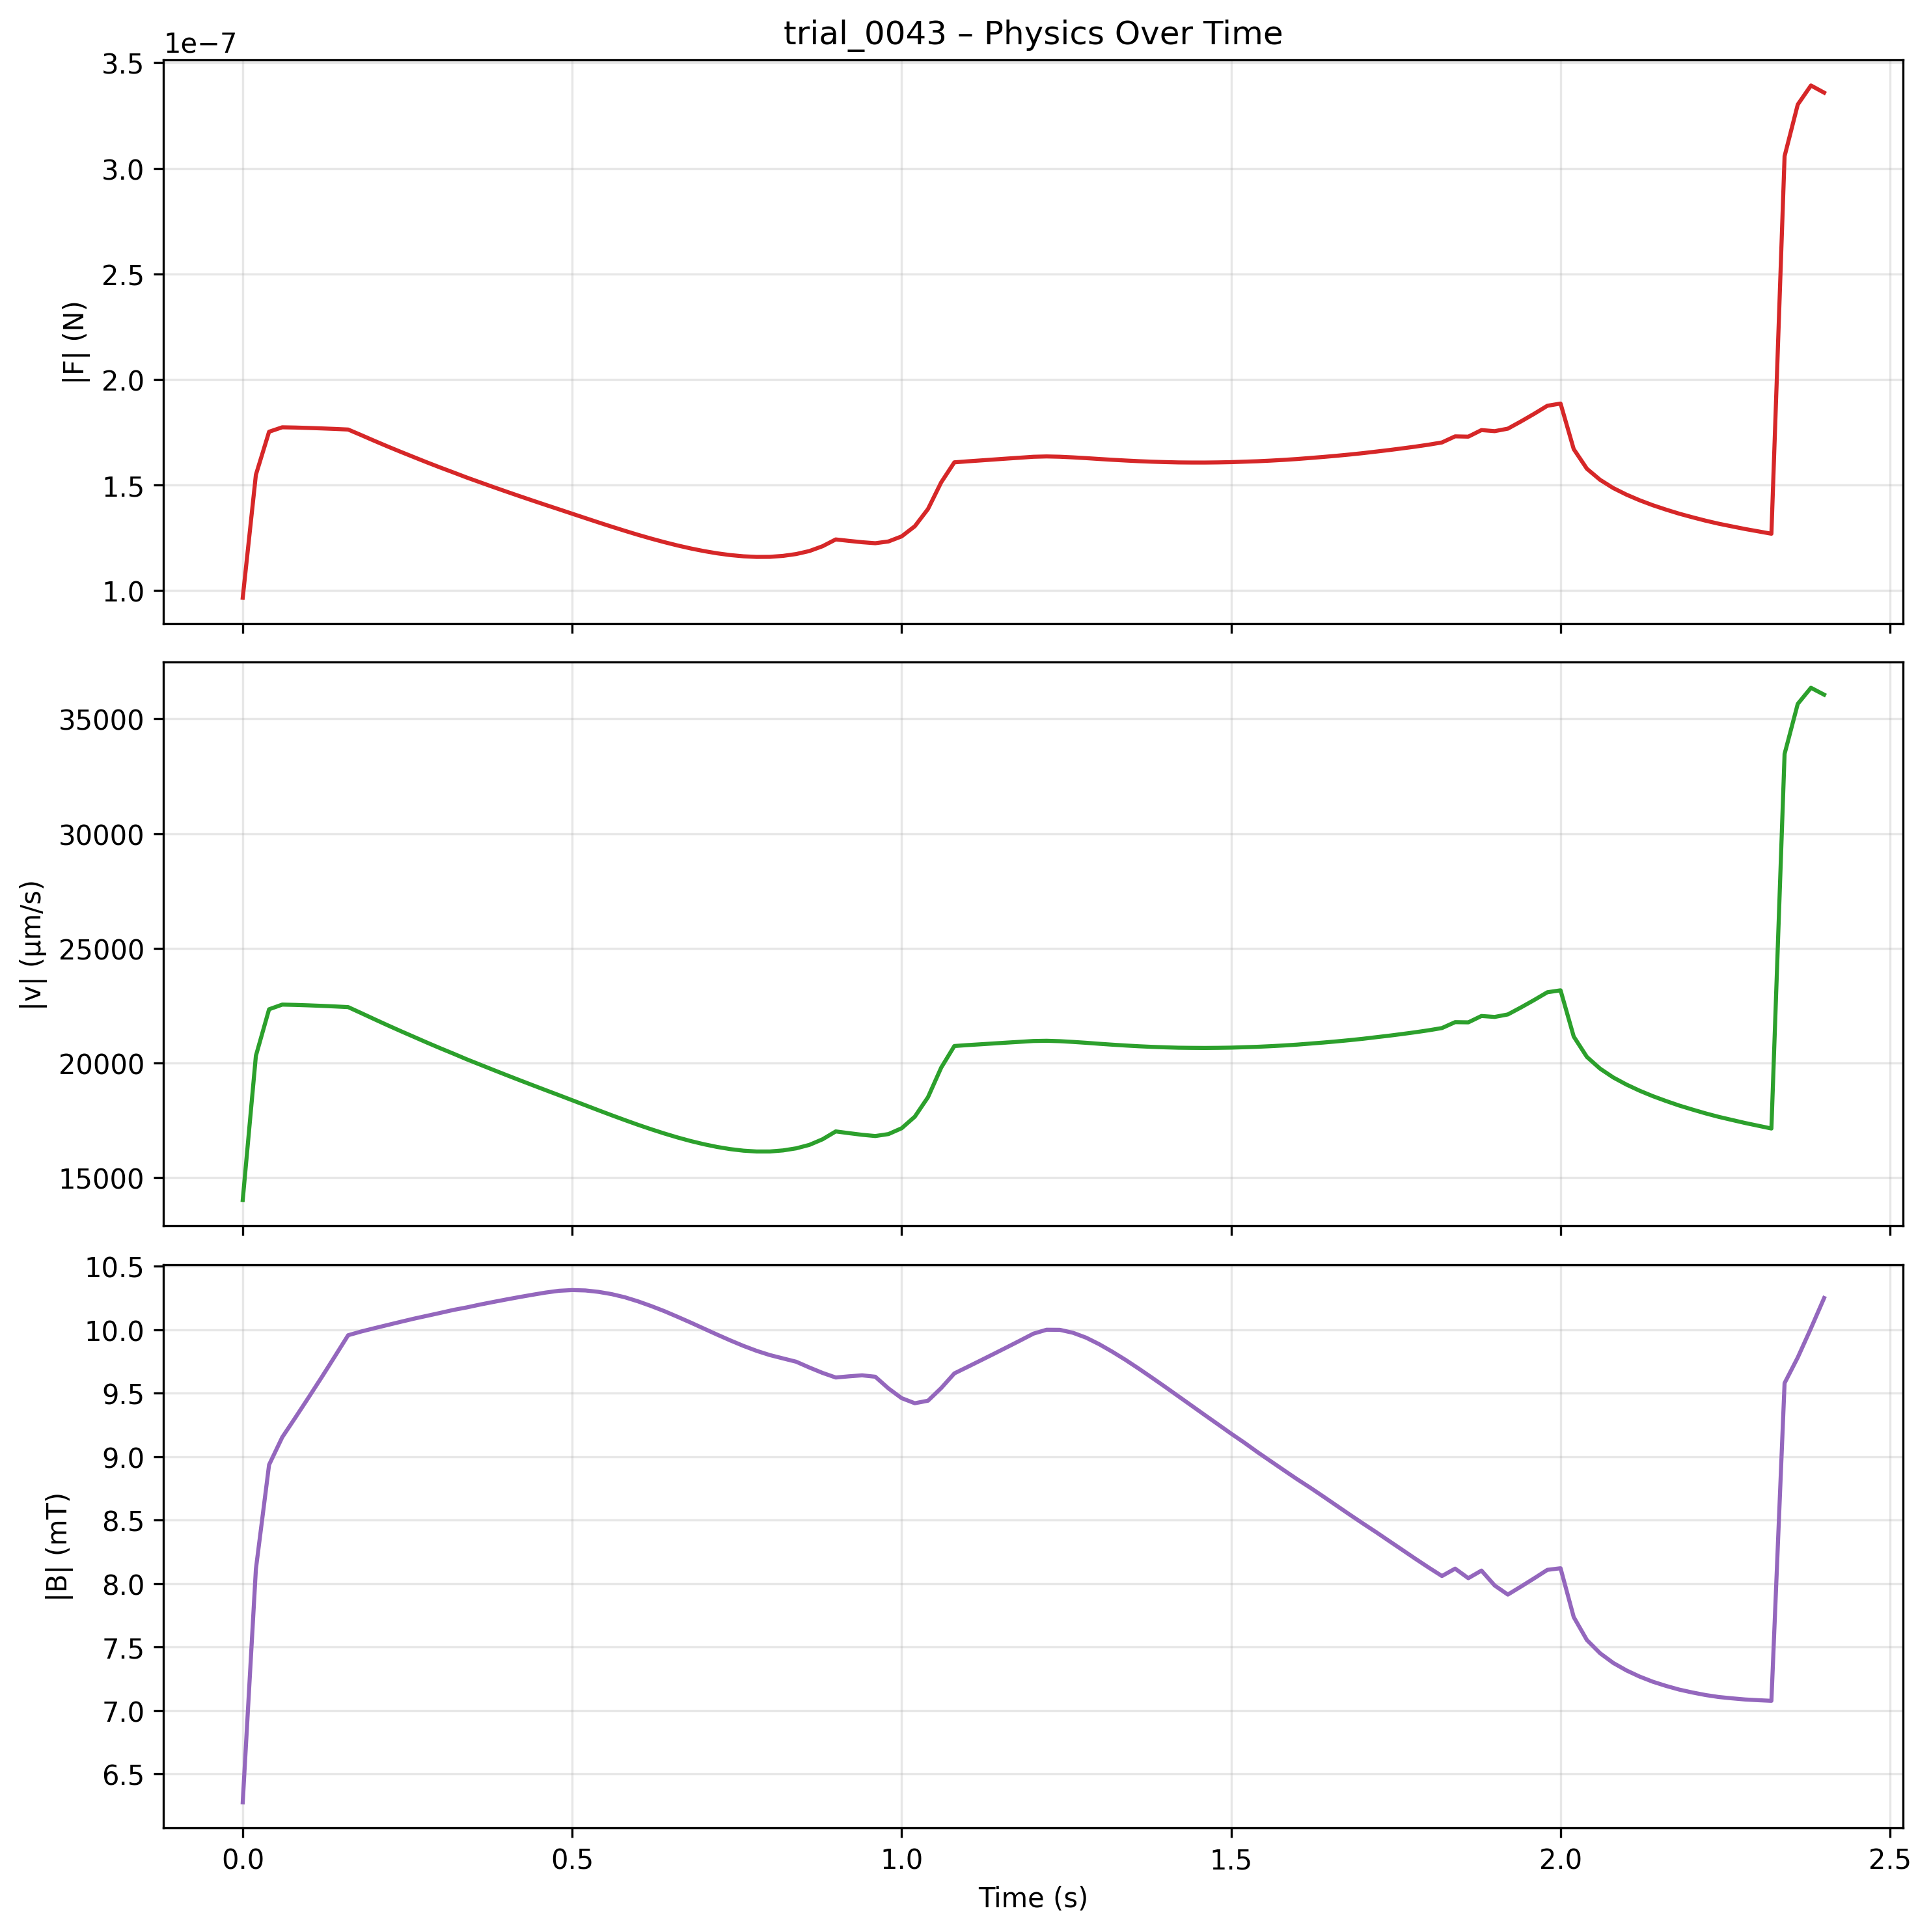 trial_0043 – Physics Over Time
1e−7
3.5
3.0
2.5
2.0
1.5
1.0
|F| (N)
35000
30000
25000
20000
15000
|v| (µm/s)
10.5
10.0
9.5
9.0
8.5
8.0
7.5
7.0
6.5
|B| (mT)
0.0 0.5 1.0 1.5 2.0 2.5
Time (s)